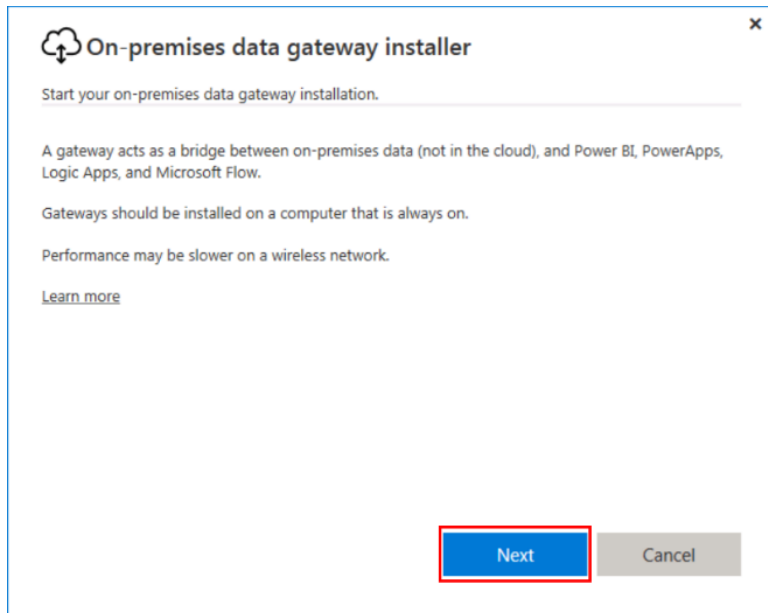 On-premises data gateway installer
Start your on-premises data gateway installation.
A gateway acts as a bridge between on-premises data (not in the cloud), and Power BI, PowerApps,
Logic Apps, and Microsoft Flow.
Gateways should be installed on a computer that is always on.
Performance may be slower on a wireless network.
Learn more
Next Cancel